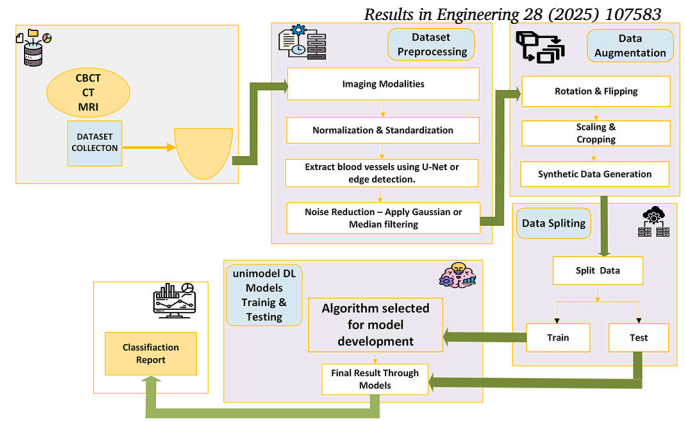 Results in Engineering 28 (2025) 107583
CBCT
CT
MRI
DATASET
COLLECTON
Dataset
Preprocessing
Imaging Modalities
Normalization & Standardization
Extract blood vessels using U-Net or
edge detection.
Noise Reduction – Apply Gaussian or
Median filtering
Data
Augmentation
Rotation & Flipping
Scaling &
Cropping
Synthetic Data Generation
Data Spliting
Split Data
Train
Test
unimodel DL
Models
Trainig &
Testing
Algorithm selected
for model
development
Final Result Through
Models
Classifiaction
Report